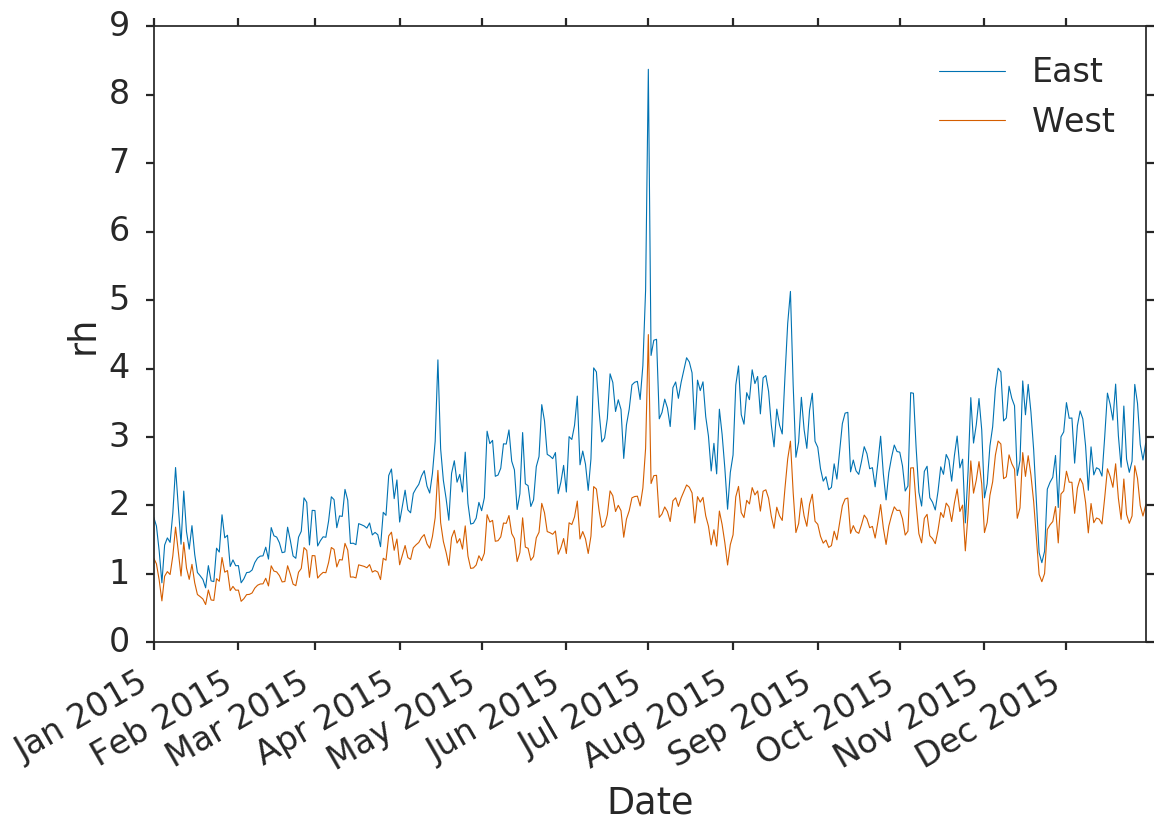 9
8
7
6
5
4
3
2
1
0
rh
East
West
Jan 2015
Feb 2015
Mar 2015
Apr 2015
May 2015
Jun 2015
Jul 2015
Aug 2015
Sep 2015
Oct 2015
Nov 2015
Dec 2015
Date